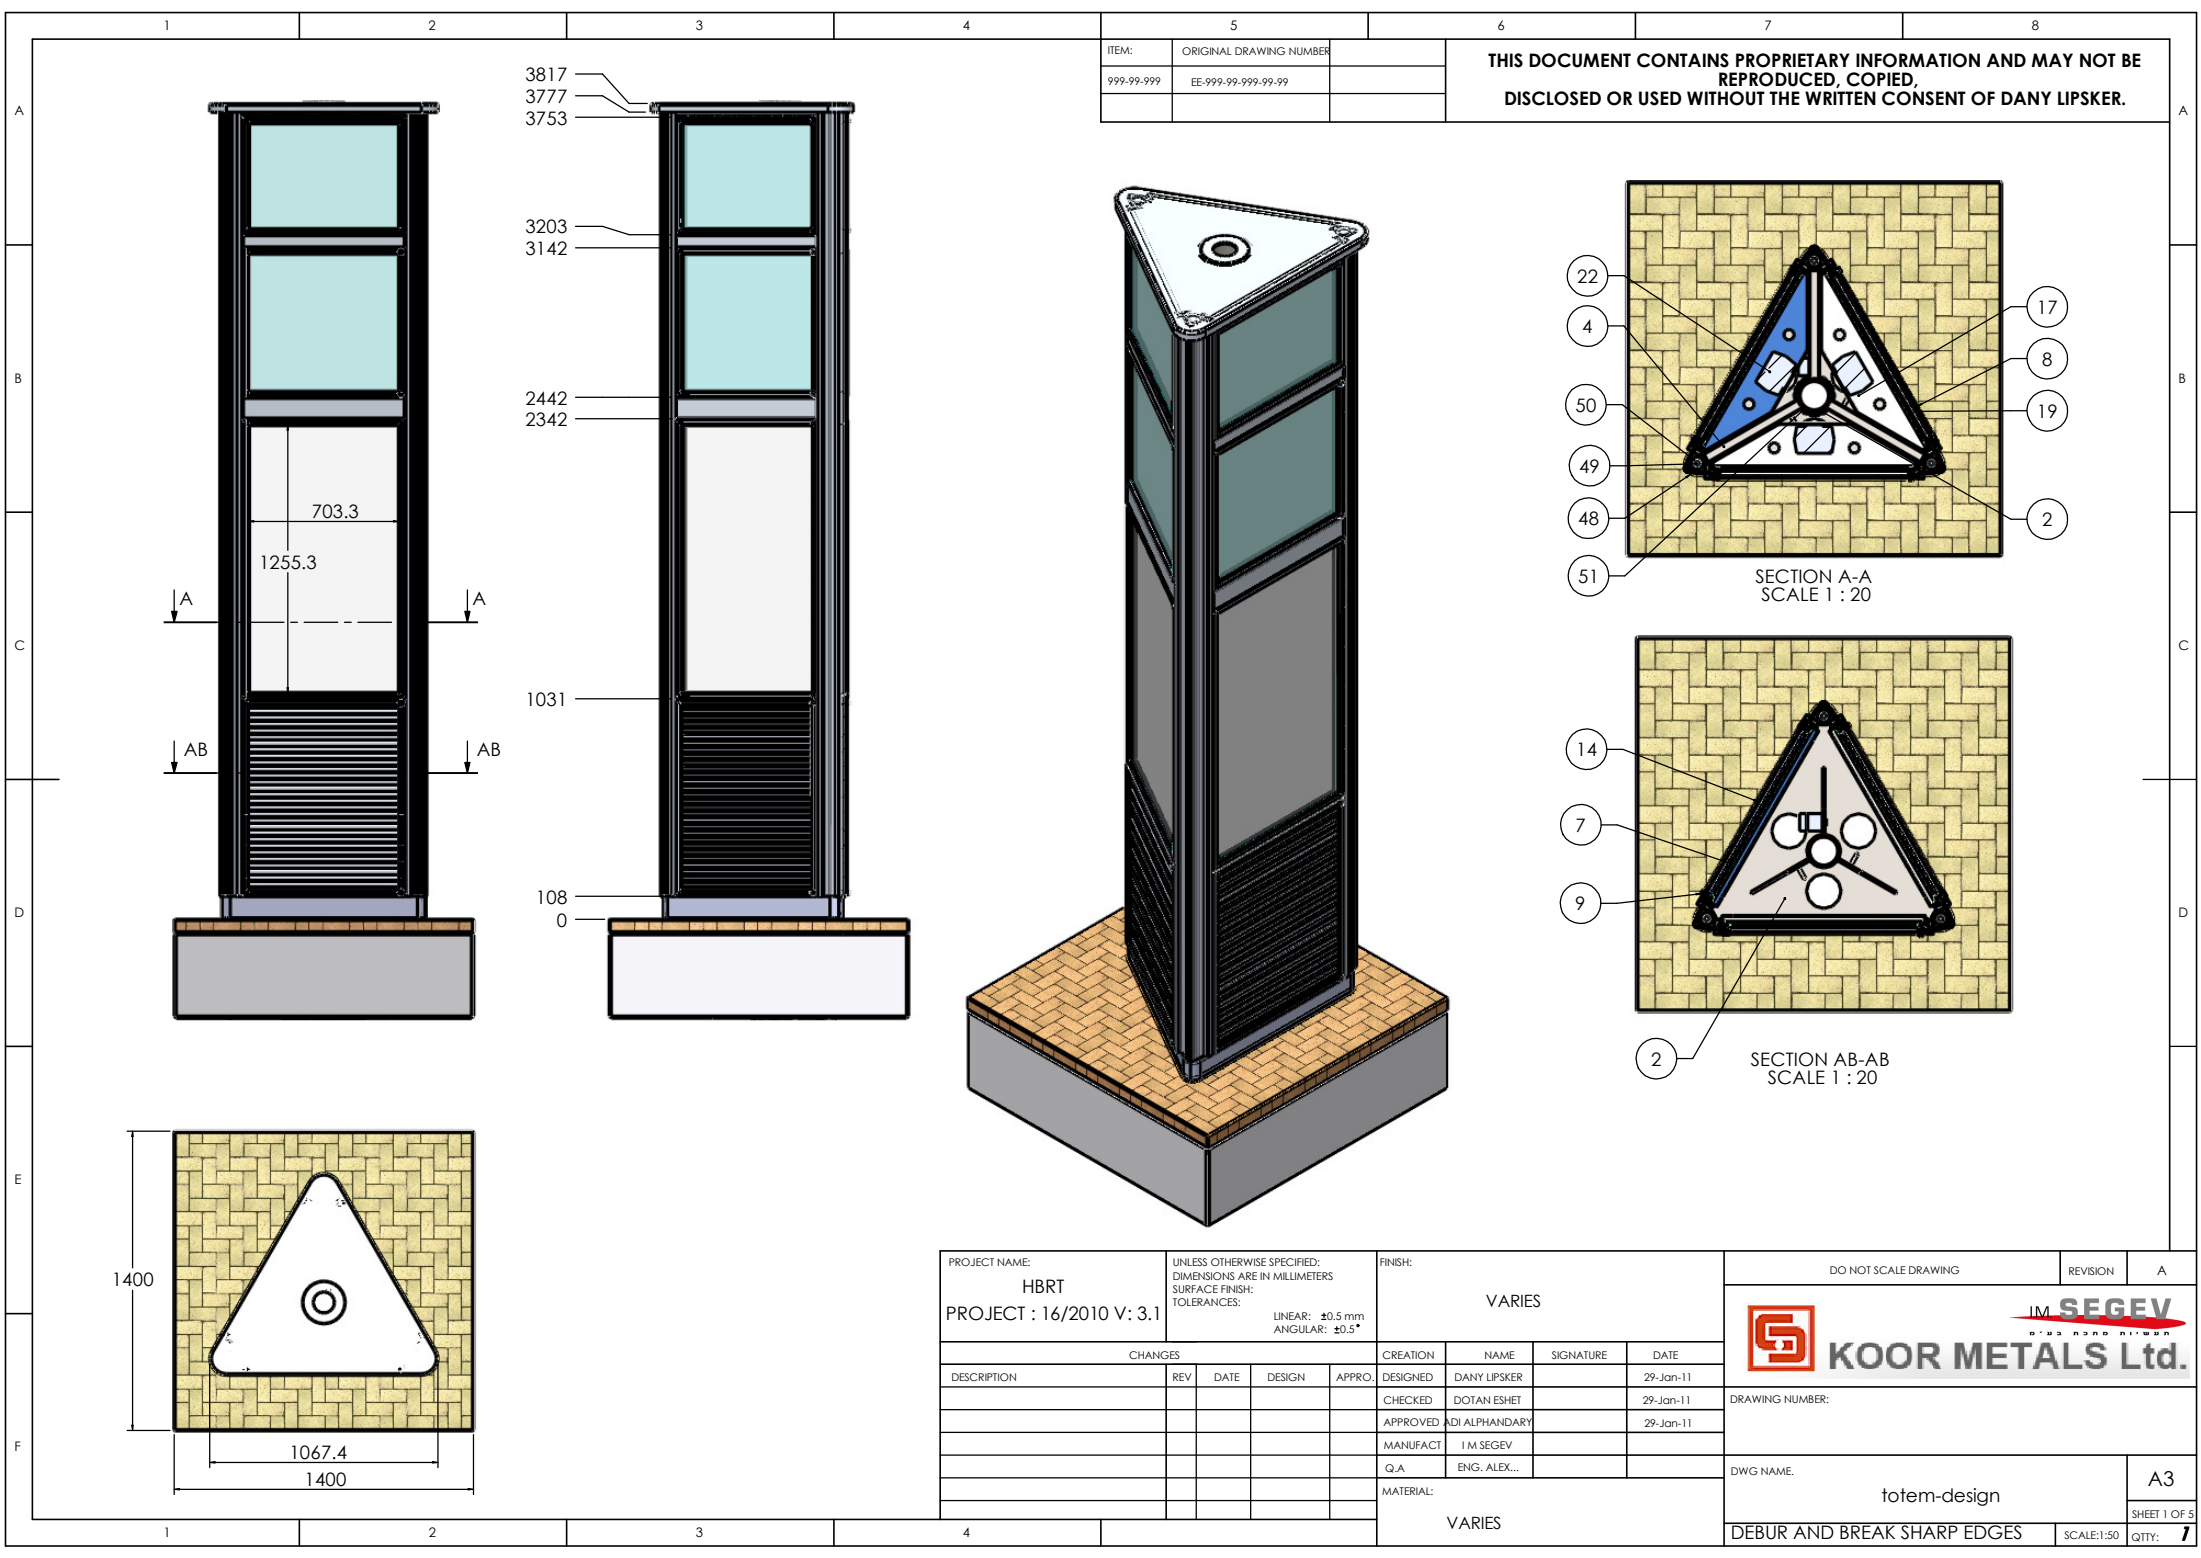 1 2 3 4 5 6 7 8
ITEM: ORIGINAL DRAWING NUMBER
999-99-999 EE-999-99-999-99-99
THIS DOCUMENT CONTAINS PROPRIETARY INFORMATION AND MAY NOT BE
REPRODUCED, COPIED,
DISCLOSED OR USED WITHOUT THE WRITTEN CONSENT OF DANY LIPSKER.
A A
B B
C C
D D
E
F
3817
3777
3753
3203
3142
2442
2342
1031
108
0
703.3
1255.3
A A
AB AB
22
4
50
49
48
51
17
8
19
2
SECTION A-A
SCALE 1 : 20
14
7
9
2
SECTION AB-AB
SCALE 1 : 20
1400
1067.4
1400
PROJECT NAME:
HBRT
PROJECT : 16/2010 V: 3.1
UNLESS OTHERWISE SPECIFIED:
DIMENSIONS ARE IN MILLIMETERS
SURFACE FINISH:
TOLERANCES:
LINEAR: ±0.5 mm
ANGULAR: ±0.5°
FINISH:
VARIES
DO NOT SCALE DRAWING REVISION A
IM SEGEV
תעשיות מתכת בע"מ
KOOR METALS Ltd.
CHANGES
DESCRIPTION REV DATE DESIGN APPRO.
CREATION NAME SIGNATURE DATE
DESIGNED DANY LIPSKER 29-Jan-11
CHECKED DOTAN ESHET 29-Jan-11
APPROVED ADI ALPHANDARY 29-Jan-11
MANUFACT I M SEGEV
Q.A ENG. ALEX...
MATERIAL:
VARIES
DRAWING NUMBER:
DWG NAME.
totem-design
A3
SHEET 1 OF 5
DEBUR AND BREAK SHARP EDGES SCALE:1:50 QTTY: 1
1 2 3 4